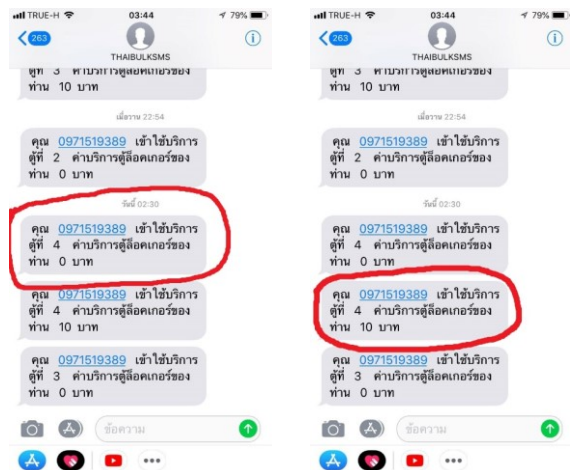 TRUE-H 03:44 79%
263
THAIBULKSMS
ตู้ที่ 3 ค่าบริการตู้ล็อคเกอร์ของ
ท่าน 10 บาท
เมื่อวาน 22:54
คุณ 0971519389 เข้าใช้บริการ
ตู้ที่ 2 ค่าบริการตู้ล็อคเกอร์ของ
ท่าน 0 บาท
วันนี้ 02:30
คุณ 0971519389 เข้าใช้บริการ
ตู้ที่ 4 ค่าบริการตู้ล็อคเกอร์ของ
ท่าน 0 บาท
คุณ 0971519389 เข้าใช้บริการ
ตู้ที่ 4 ค่าบริการตู้ล็อคเกอร์ของ
ท่าน 10 บาท
คุณ 0971519389 เข้าใช้บริการ
ตู้ที่ 3 ค่าบริการตู้ล็อคเกอร์ของ
ท่าน 0 บาท
ข้อความ
TRUE-H 03:44 79%
263
THAIBULKSMS
ตู้ที่ 3 ค่าบริการตู้ล็อคเกอร์ของ
ท่าน 10 บาท
เมื่อวาน 22:54
คุณ 0971519389 เข้าใช้บริการ
ตู้ที่ 2 ค่าบริการตู้ล็อคเกอร์ของ
ท่าน 0 บาท
วันนี้ 02:30
คุณ 0971519389 เข้าใช้บริการ
ตู้ที่ 4 ค่าบริการตู้ล็อคเกอร์ของ
ท่าน 0 บาท
คุณ 0971519389 เข้าใช้บริการ
ตู้ที่ 4 ค่าบริการตู้ล็อคเกอร์ของ
ท่าน 10 บาท
คุณ 0971519389 เข้าใช้บริการ
ตู้ที่ 3 ค่าบริการตู้ล็อคเกอร์ของ
ท่าน 0 บาท
ข้อความ